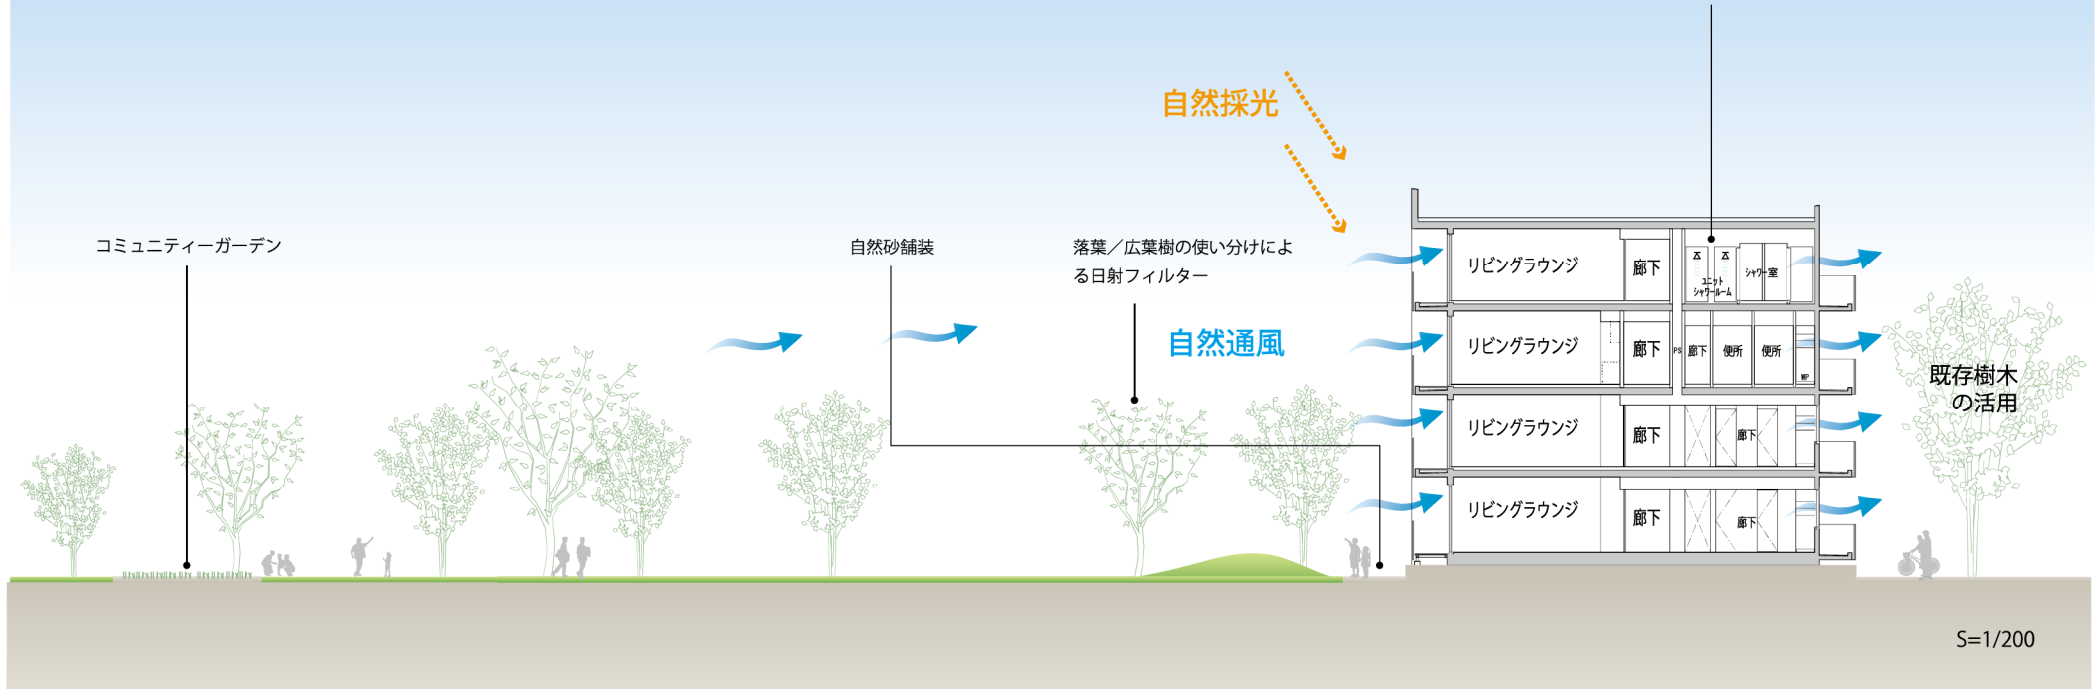 自然採光
コミュニティーガーデン
自然砂舗装
落葉／広葉樹の使い分けによ
る日射フィルター
自然通風
リビングラウンジ
廊下
ユニット
シャワールーム
シャワー室
リビングラウンジ
廊下
PS
廊下
便所
便所
WP
リビングラウンジ
廊下
廊下
リビングラウンジ
廊下
廊下
既存樹木
の活用
S=1/200